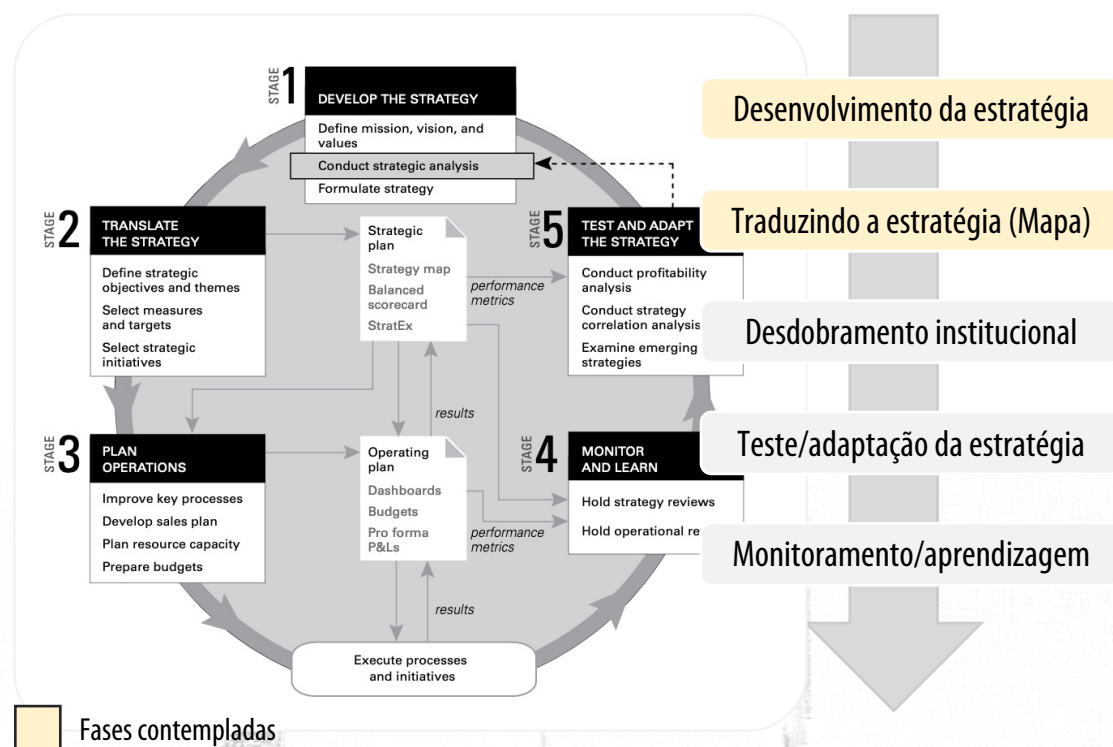 STAGE 1
DEVELOP THE STRATEGY
Define mission, vision, and
values
Conduct strategic analysis
Formulate strategy
STAGE 2
TRANSLATE
THE STRATEGY
Define strategic
objectives and themes
Select measures
and targets
Select strategic
initiatives
Strategic
plan
Strategy map
Balanced
scorecard
StratEx
performance
metrics
STAGE 5
TEST AND ADAPT
THE STRATEGY
Conduct profitability
analysis
Conduct strategy
correlation analysis
Examine emerging
strategies
results
STAGE 3
PLAN
OPERATIONS
Improve key processes
Develop sales plan
Plan resource capacity
Prepare budgets
Operating
plan
Dashboards
Budgets
Pro forma
P&Ls
performance
metrics
STAGE 4
MONITOR
AND LEARN
Hold strategy reviews
Hold operational
results
Execute processes
and initiatives
Desenvolvimento da estratégia
Traduzindo a estratégia (Mapa)
Desdobramento institucional
Teste/adaptação da estratégia
Monitoramento/aprendizagem
Fases contempladas